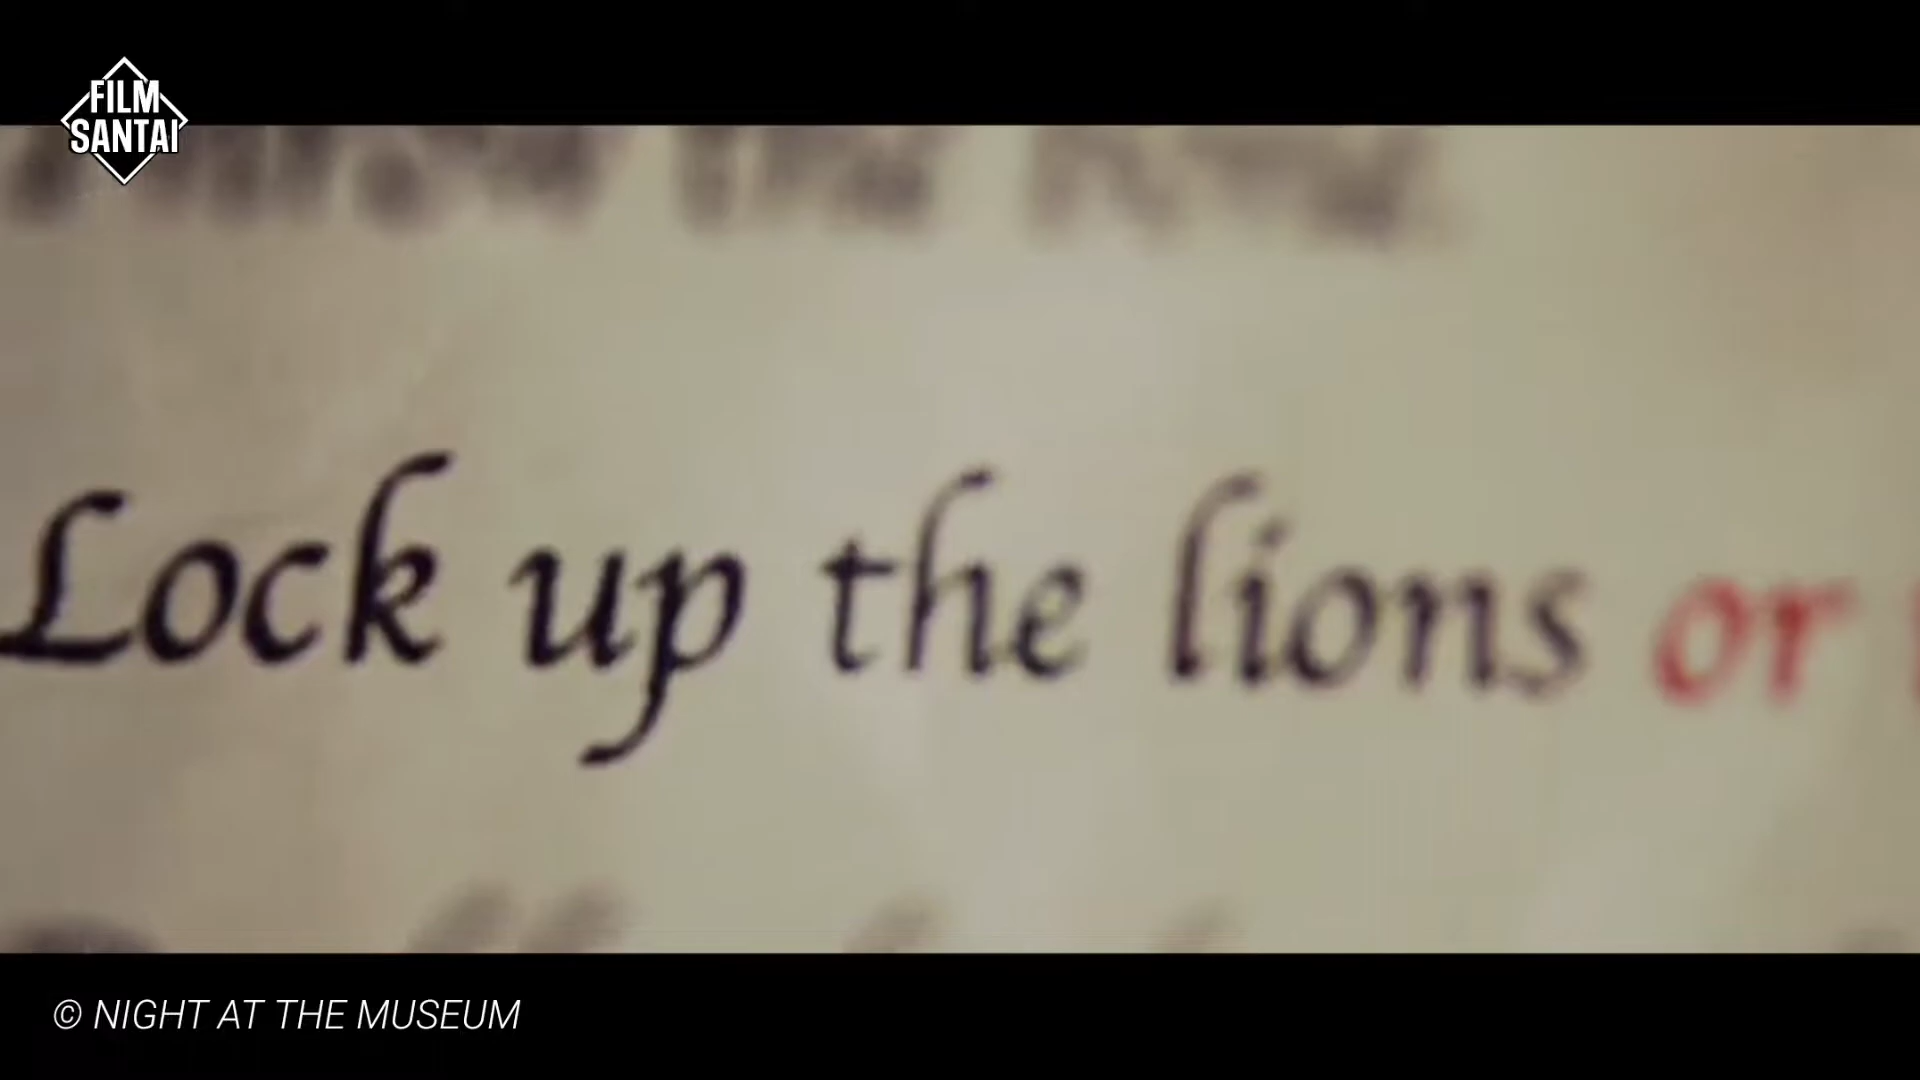 FILM
SANTAI
Lock up the lions or
© NIGHT AT THE MUSEUM